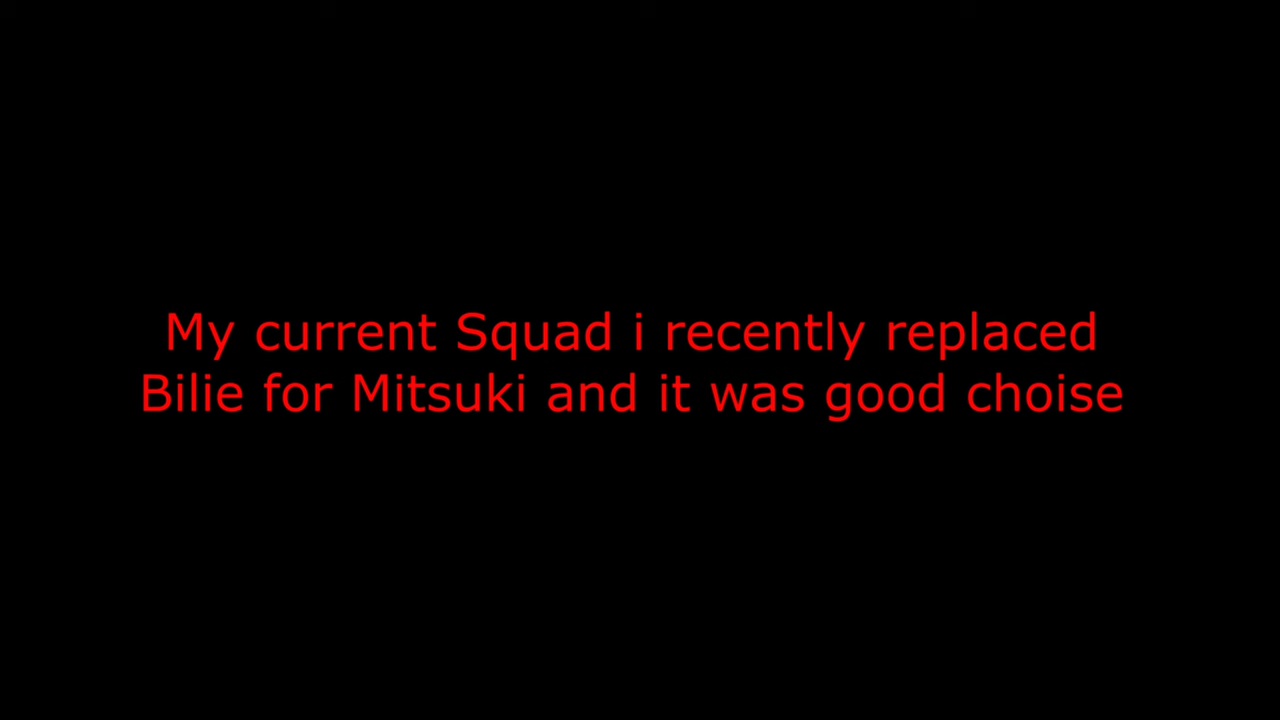 My current Squad i recently replaced
Bilie for Mitsuki and it was good choise